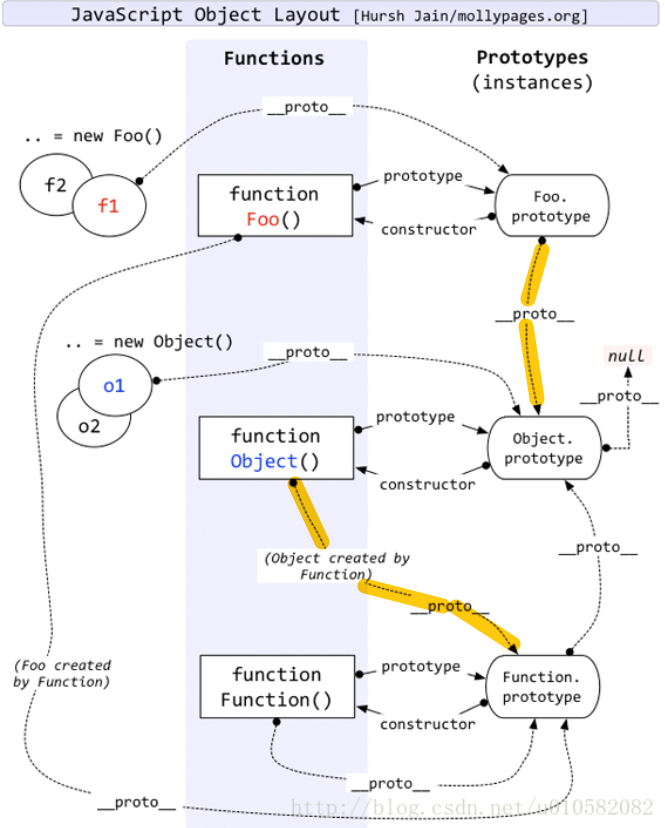 JavaScript Object Layout [Hursh Jain/mollypages.org]
Functions
Prototypes
(instances)
__proto__
.. = new Foo()
f2
f1
function
Foo()
prototype
constructor
Foo.
prototype
__proto__
.. = new Object()
__proto__
null
__proto__
o1
o2
function
Object()
prototype
constructor
Object.
prototype
(Object created by
Function)
__proto__
__proto__
(Foo created
by Function)
function
Function()
prototype
constructor
Function.
prototype
__proto__
__proto__
http://blog.csdn.net/u010582082